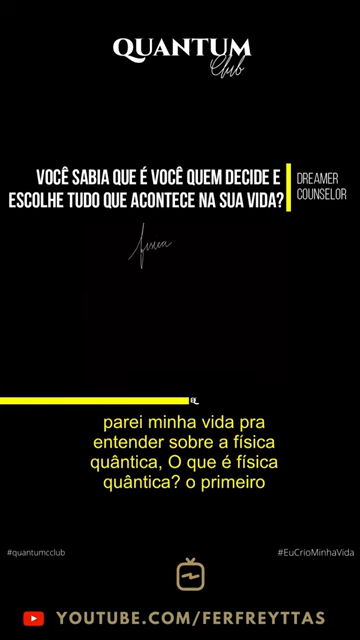 QUANTUM
Club
VOCÊ SABIA QUE É VOCÊ QUEM DECIDE E
ESCOLHE TUDO QUE ACONTECE NA SUA VIDA?
DREAMER
COUNSELOR
física
parei minha vida pra
entender sobre a física
quântica, O que é física
quântica? o primeiro
#quantumcclub
#EuCrioMinhaVida
YOUTUBE.COM/FERFREYTTAS